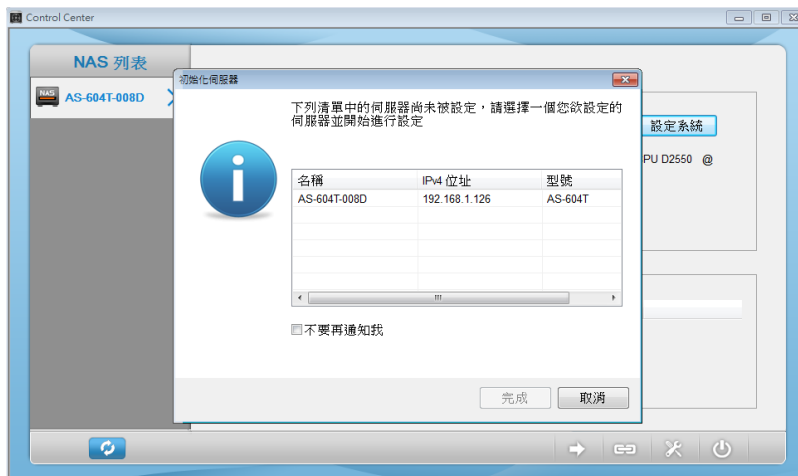 Control Center
NAS 列表
NAS
AS-604T-008D
初始化伺服器
下列清單中的伺服器尚未被設定，請選擇一個您欲設定的
伺服器並開始進行設定
設定系統
PU D2550 @
名稱 IPv4 位址 型號
AS-604T-008D 192.168.1.126 AS-604T
不要再通知我
完成 取消